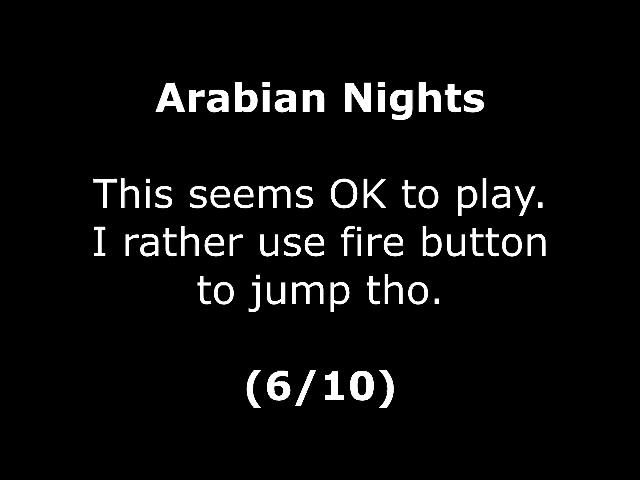 Arabian Nights
This seems OK to play.
I rather use fire button
to jump tho.
(6/10)